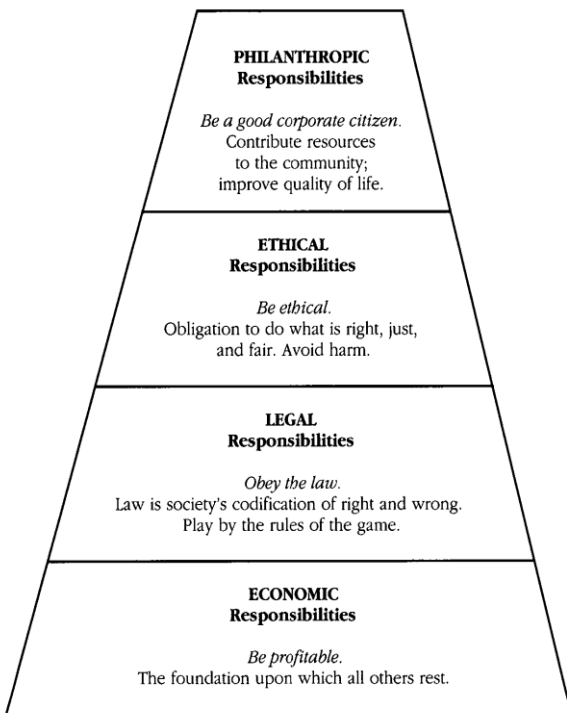 PHILANTHROPIC
Responsibilities
Be a good corporate citizen.
Contribute resources
to the community;
improve quality of life.
ETHICAL
Responsibilities
Be ethical.
Obligation to do what is right, just,
and fair. Avoid harm.
LEGAL
Responsibilities
Obey the law.
Law is society's codification of right and wrong.
Play by the rules of the game.
ECONOMIC
Responsibilities
Be profitable.
The foundation upon which all others rest.